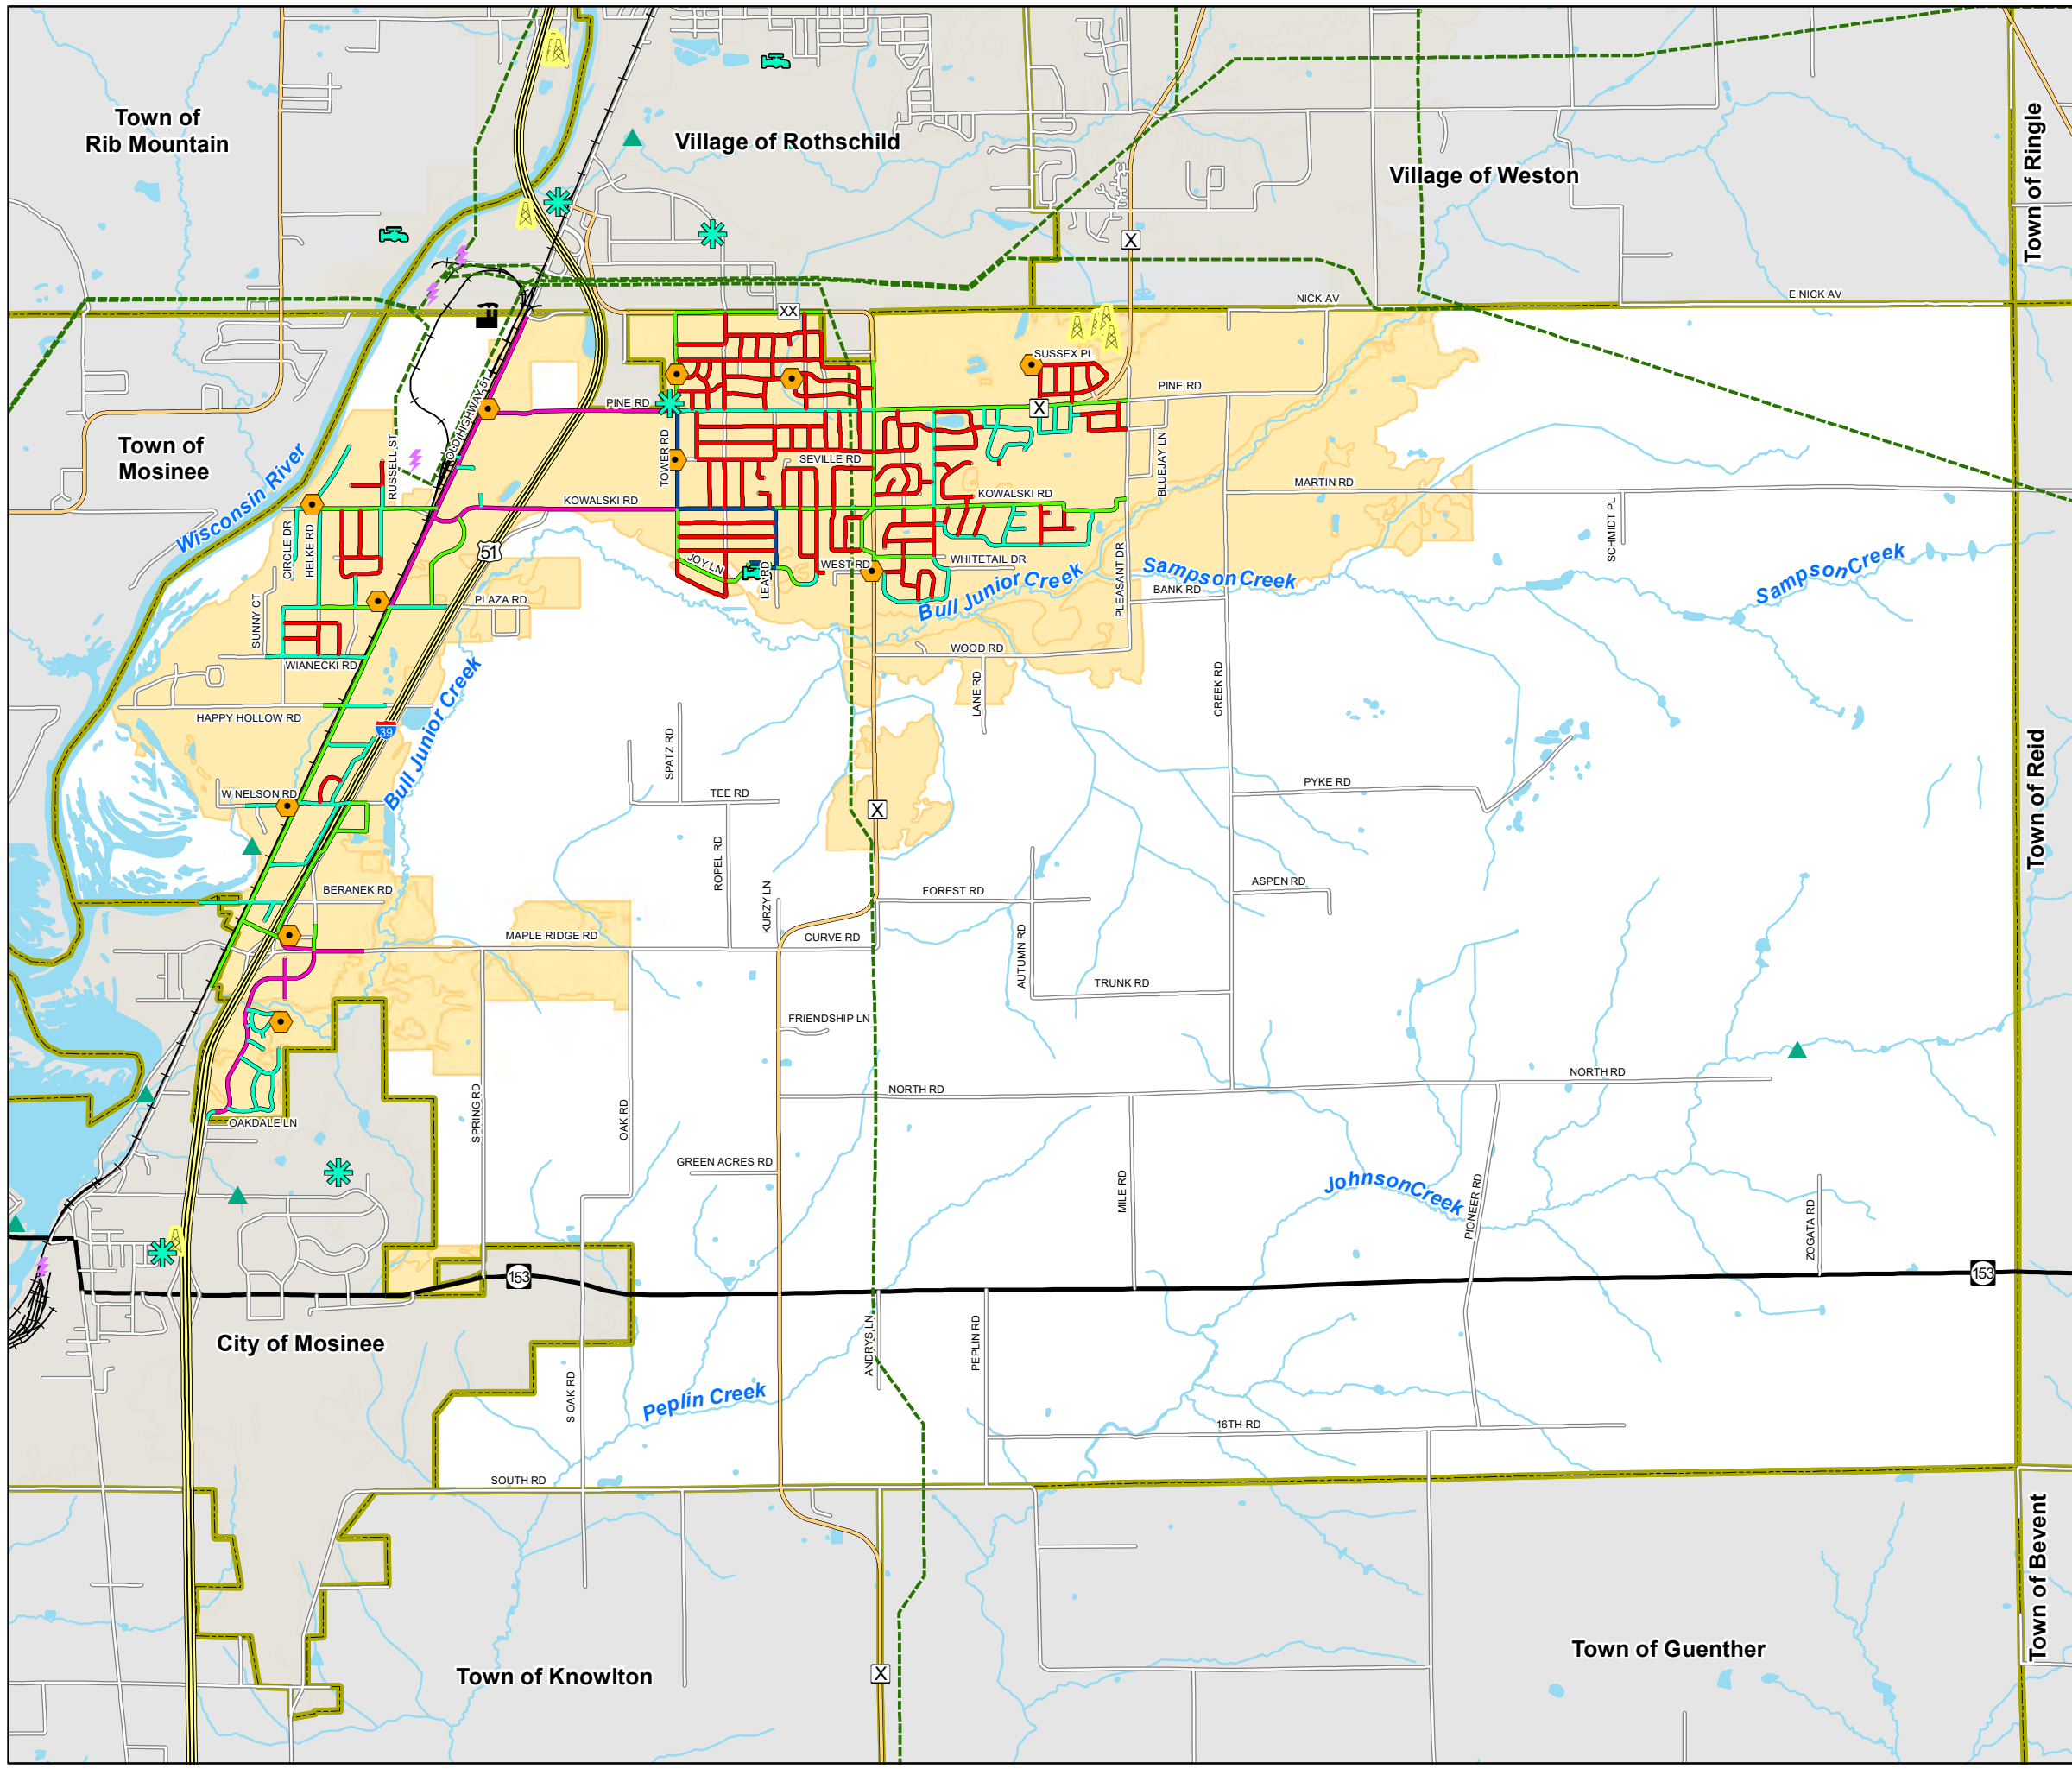 Town of
Rib Mountain
Village of Rothschild
Village of Weston
Town of Ringle
X
NICK AV
E NICK AV
XX
SUSSEX PL
PINE RD
PINE RD
X
Town of
Mosinee
OLD HIGHWAY 51
RUSSELL ST
TOWER RD
SEVILLE RD
BLUEJAY LN
MARTIN RD
KOWALSKI RD
KOWALSKI RD
SCHMIDT PL
Wisconsin River
CIRCLE DR
HELKE RD
51
JOY LN
LEA RD
WEST RD
WHITETAIL DR
PLEASANT DR
Bull Junior Creek
Sampson Creek
Sampson Creek
BANK RD
PLAZA RD
SUNNY CT
WIANECKI RD
WOOD RD
LANE RD
CREEK RD
HAPPY HOLLOW RD
39
Bull Junior Creek
SPATZ RD
TEE RD
PYKE RD
Town of Reid
W NELSON RD
X
ROPEL RD
BERANEK RD
KURZY LN
FOREST RD
ASPEN RD
MAPLE RIDGE RD
CURVE RD
AUTUMN RD
TRUNK RD
FRIENDSHIP LN
NORTH RD
NORTH RD
SPRING RD
OAK RD
OAKDALE LN
GREEN ACRES RD
MILE RD
Johnson Creek
PIONEER RD
ZOGATA RD
153
153
City of Mosinee
ANDRYS LN
PEPLIN RD
S OAK RD
Peplin Creek
16TH RD
SOUTH RD
Town of Bevent
Town of Guenther
Town of Knowlton
X